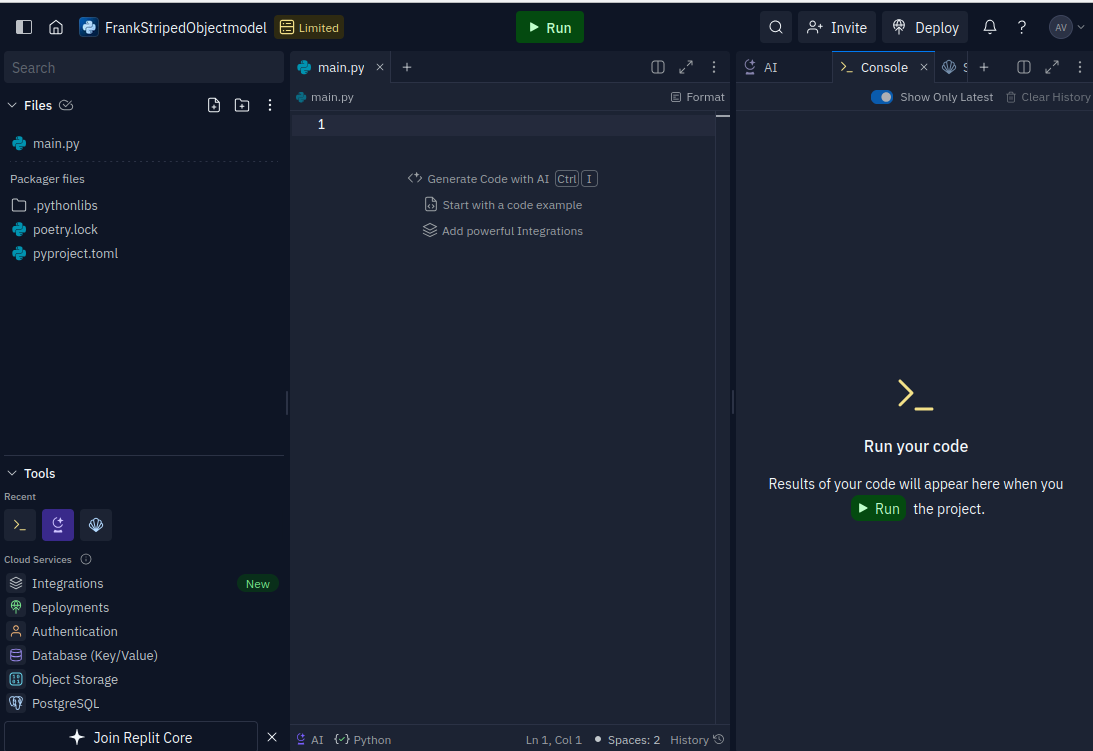 FrankStripedObjectmodel
Limited
Run
Invite
Deploy
?
AV
Search
Files
main.py
Packager files
.pythonlibs
poetry.lock
pyproject.toml
Tools
Recent
Cloud Services
Integrations
New
Deployments
Authentication
Database (Key/Value)
Object Storage
PostgreSQL
Join Replit Core
main.py
main.py
Format
1
Generate Code with AI Ctrl I
Start with a code example
Add powerful Integrations
AI
Python
Ln 1, Col 1
Spaces: 2
History
AI
Console
S
Show Only Latest
Clear History
Run your code
Results of your code will appear here when you
Run the project.